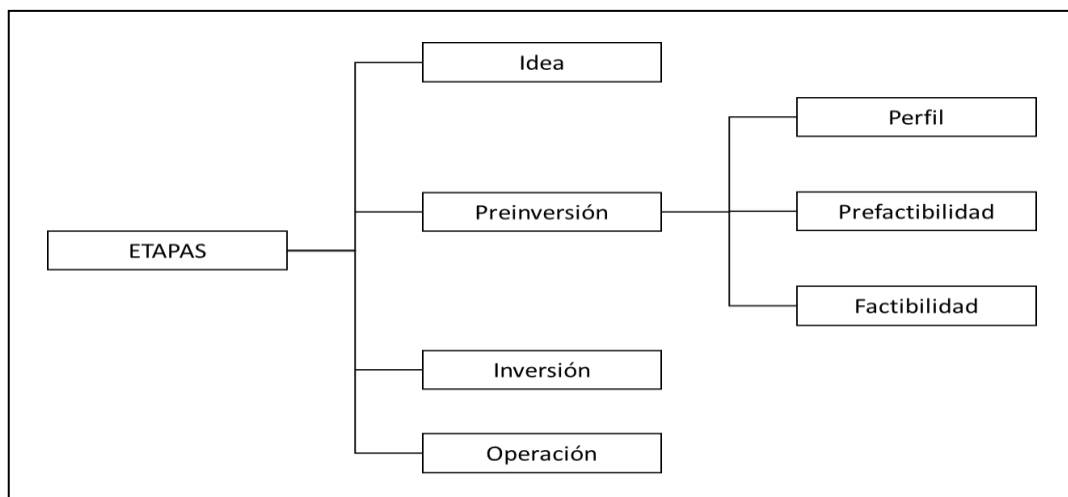 Idea
Perfil
Preinversión
Prefactibilidad
ETAPAS
Factibilidad
Inversión
Operación